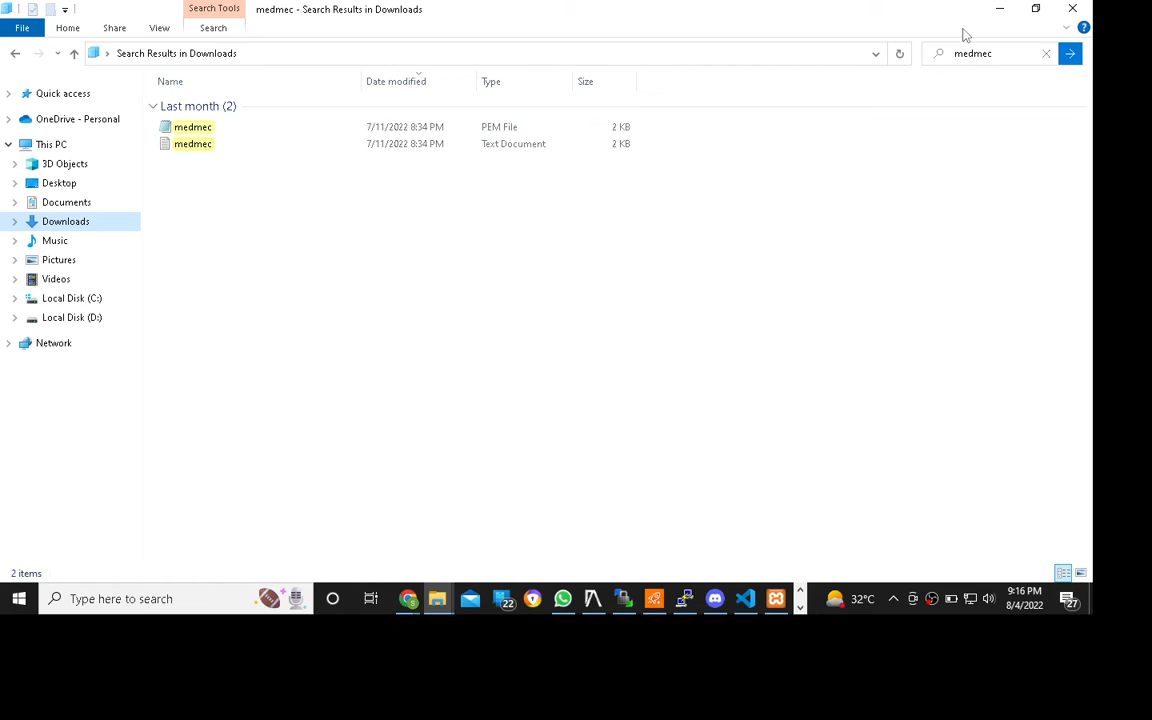 Search Tools
medmec - Search Results in Downloads
File
Home
Share
View
Search
Search Results in Downloads
medmec
Name
Date modified
Type
Size
Quick access
Last month (2)
medmec
7/11/2022 8:34 PM
PEM File
2 KB
medmec
7/11/2022 8:34 PM
Text Document
2 KB
OneDrive - Personal
This PC
3D Objects
Desktop
Documents
Downloads
Music
Pictures
Videos
Local Disk (C:)
Local Disk (D:)
Network
2 items
Type here to search
22
32°C
9:16 PM
8/4/2022
27